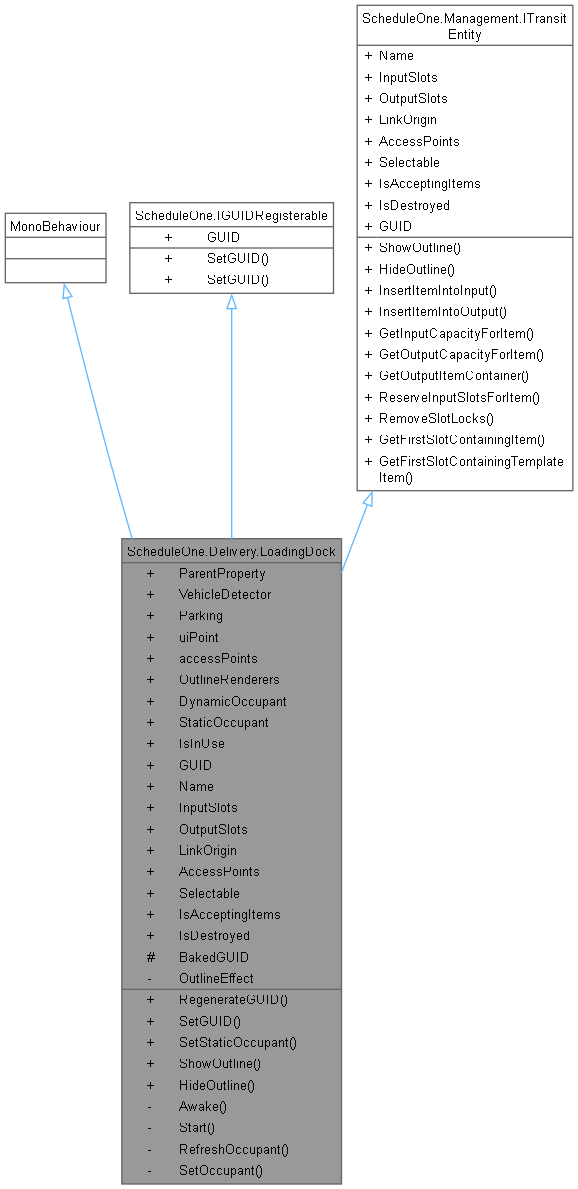 ScheduleOne.Management.ITransit
Entity
+ Name
+ InputSlots
+ OutputSlots
+ LinkOrigin
+ AccessPoints
+ Selectable
+ IsAcceptingItems
+ IsDestroyed
+ GUID
+ ShowOutline()
+ HideOutline()
+ InsertItemIntoInput()
+ InsertItemIntoOutput()
+ GetInputCapacityForItem()
+ GetOutputCapacityForItem()
+ GetOutputItemContainer()
+ ReserveInputSlotsForItem()
+ RemoveSlotLocks()
+ GetFirstSlotContainingItem()
+ GetFirstSlotContainingTemplate
Item()
MonoBehaviour
ScheduleOne.IGUIDRegisterable
+ GUID
+ SetGUID()
+ SetGUID()
ScheduleOne.Delivery.LoadingDock
+ ParentProperty
+ VehicleDetector
+ Parking
+ uiPoint
+ accessPoints
+ OutlineRenderers
+ DynamicOccupant
+ StaticOccupant
+ IsInUse
+ GUID
+ Name
+ InputSlots
+ OutputSlots
+ LinkOrigin
+ AccessPoints
+ Selectable
+ IsAcceptingItems
+ IsDestroyed
# BakedGUID
- OutlineEffect
+ RegenerateGUID()
+ SetGUID()
+ SetStaticOccupant()
+ ShowOutline()
+ HideOutline()
- Awake()
- Start()
- RefreshOccupant()
- SetOccupant()